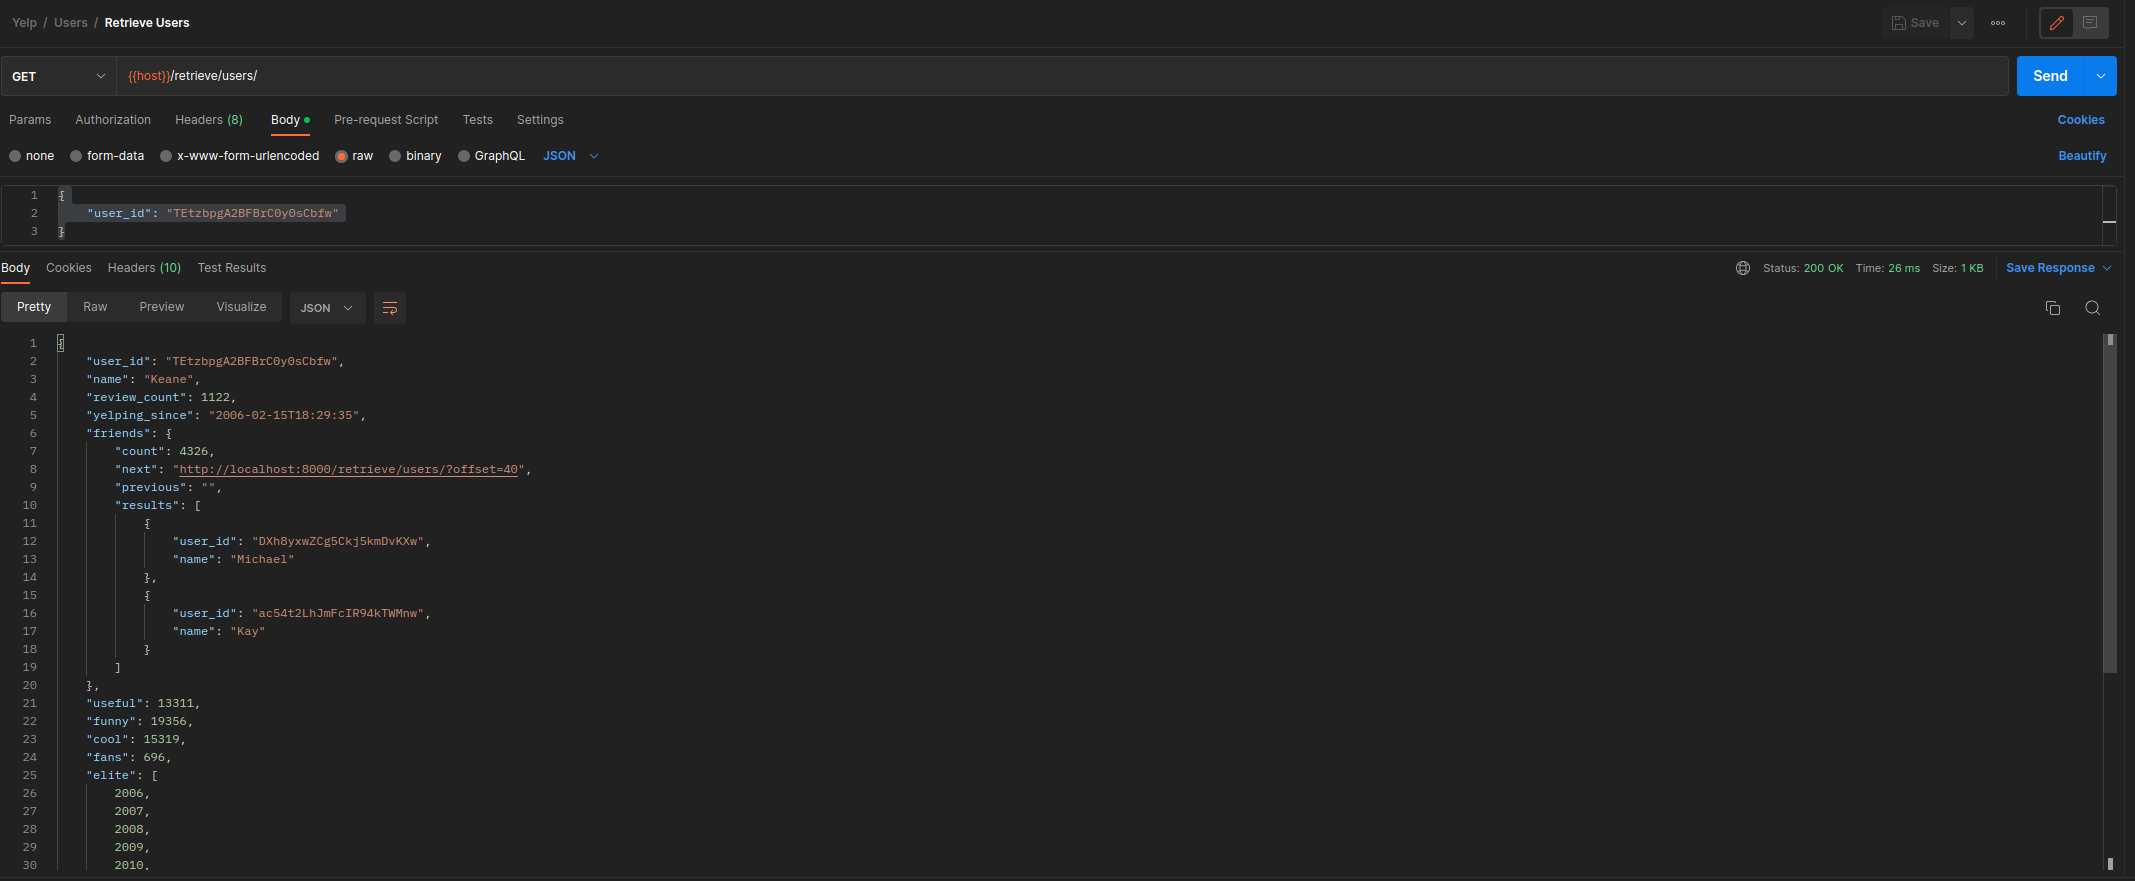 Yelp / Users / Retrieve Users
Save
GET {{host}}/retrieve/users/ Send
Params Authorization Headers (8) Body Pre-request Script Tests Settings Cookies
none form-data x-www-form-urlencoded raw binary GraphQL JSON Beautify
1 {
2 "user_id": "TEtzbpgA2BFBrC0y0sCbfw"
3 }
Body Cookies Headers (10) Test Results Status: 200 OK Time: 26 ms Size: 1 KB Save Response
Pretty Raw Preview Visualize JSON
1 {
2 "user_id": "TEtzbpgA2BFBrC0y0sCbfw",
3 "name": "Keane",
4 "review_count": 1122,
5 "yelping_since": "2006-02-15T18:29:35",
6 "friends": {
7 "count": 4326,
8 "next": "http://localhost:8000/retrieve/users/?offset=40",
9 "previous": "",
10 "results": [
11 {
12 "user_id": "DXh8yxwZCg5Ckj5kmDvKXw",
13 "name": "Michael"
14 },
15 {
16 "user_id": "ac54t2LhJmFcIR94kTWMnw",
17 "name": "Kay"
18 }
19 ]
20 },
21 "useful": 13311,
22 "funny": 19356,
23 "cool": 15319,
24 "fans": 696,
25 "elite": [
26 2006,
27 2007,
28 2008,
29 2009,
30 2010,